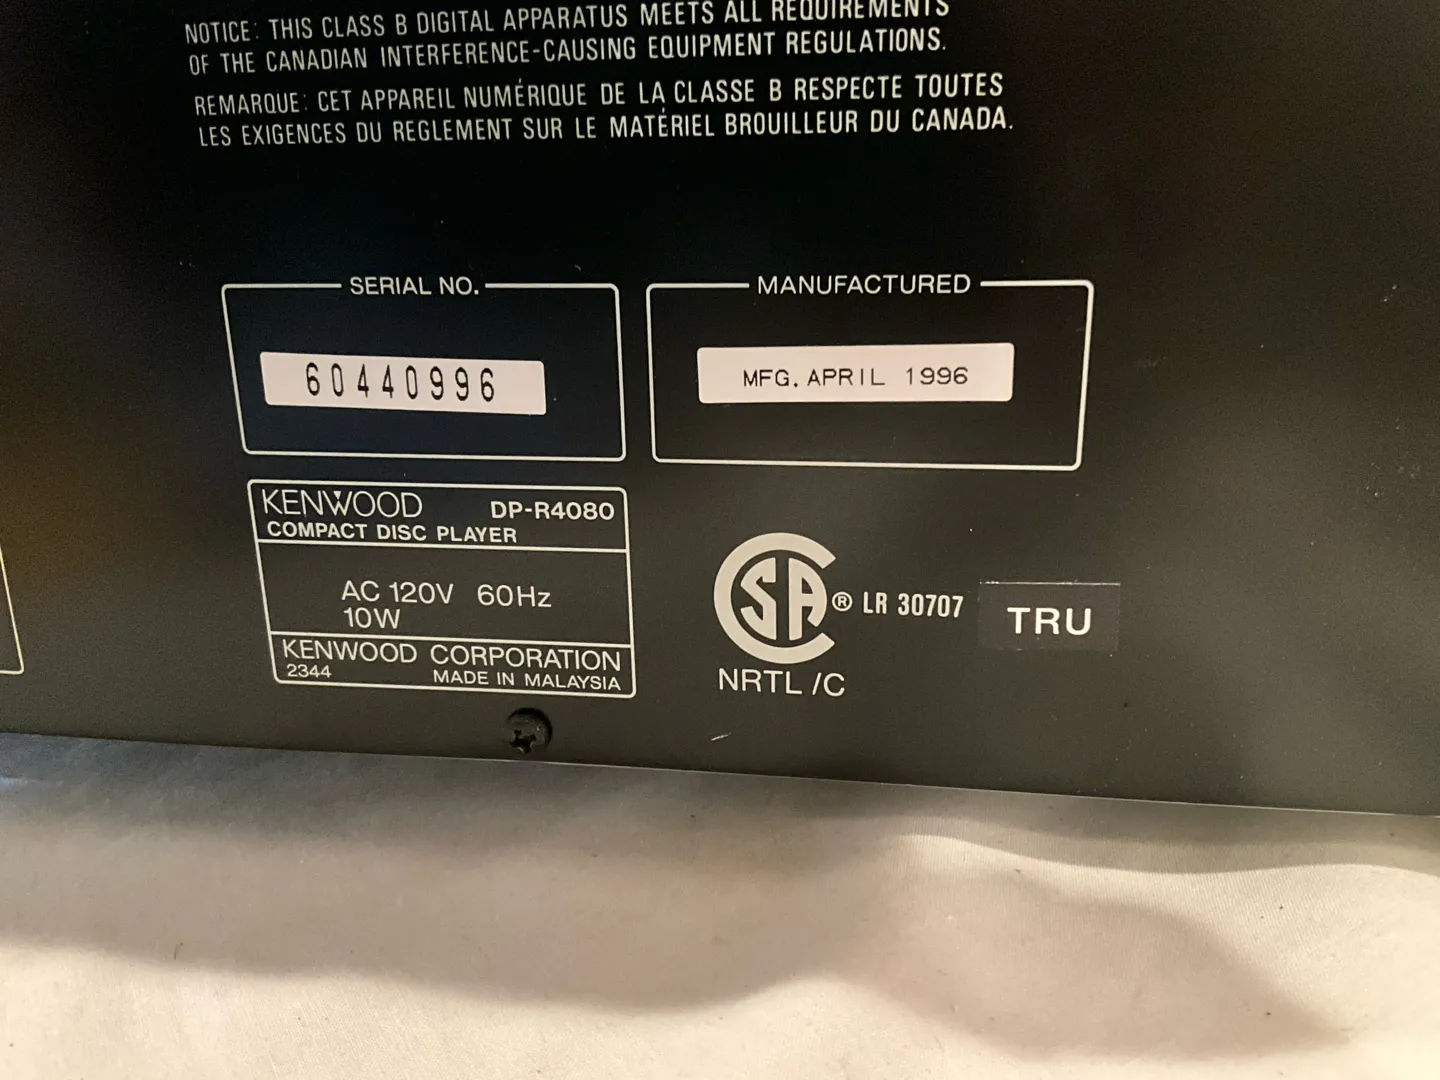 NOTICE: THIS CLASS B DIGITAL APPARATUS MEETS ALL REQUIREMENTS
OF THE CANADIAN INTERFERENCE-CAUSING EQUIPMENT REGULATIONS.
REMARQUE: CET APPAREIL NUMÉRIQUE DE LA CLASSE B RESPECTE TOUTES
LES EXIGENCES DU REGLEMENT SUR LE MATÉRIEL BROUILLEUR DU CANADA.
SERIAL NO.
60440996
MANUFACTURED
MFG. APRIL 1996
KENWOOD DP-R4080
COMPACT DISC PLAYER
AC 120V 60Hz
10W
KENWOOD CORPORATION
2344 MADE IN MALAYSIA
CSA ® LR 30707
NRTL /C
TRU